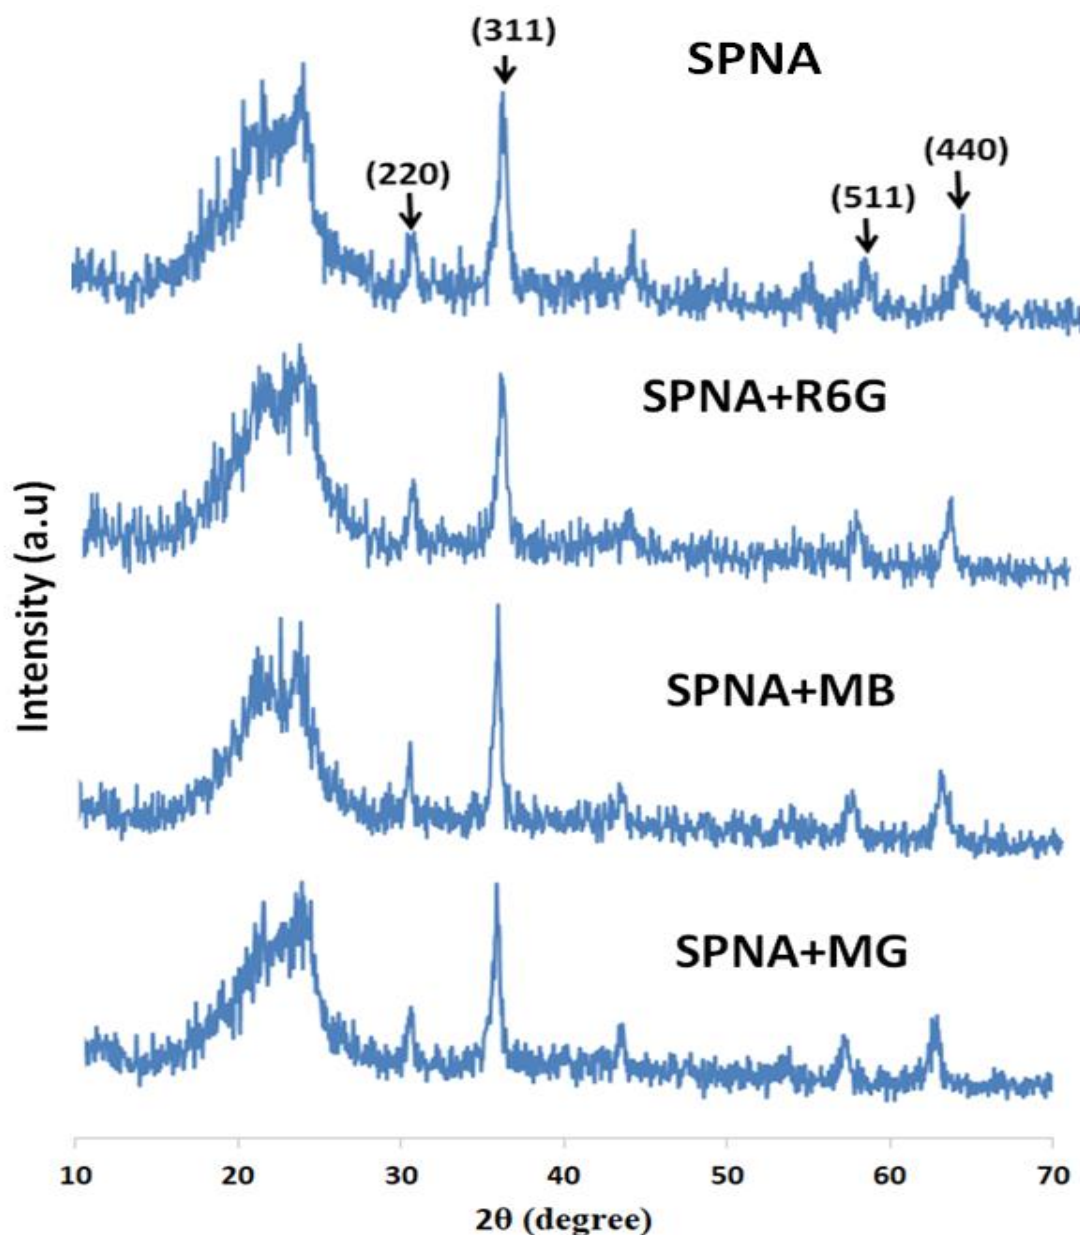 (311)
SPNA
(440)
(220)
(511)
SPNA+R6G
Intensity (a.u)
SPNA+MB
SPNA+MG
10 20 30 40 50 60 70
2θ (degree)